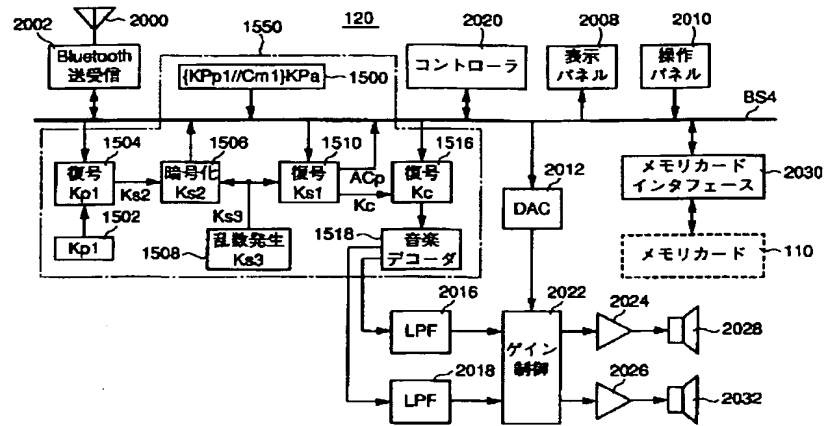 2002
2000
1550
120
2020
2008
2010
Bluetooth
送受信
{KPp1//Cm1}KPa
1500
コントローラ
表示
パネル
操作
パネル
BS4
1504
1506
1510
1516
復号
Kp1
暗号化
Ks2
復号
Ks1
復号
Kc
Ks2
ACp
Kc
Ks3
1502
Kp1
1508
乱数発生
Ks3
1518
音楽
デコーダ
2012
DAC
メモリカード
インタフェース
2030
メモリカード
110
2016
LPF
2022
ゲイン
制御
2024
2028
2018
LPF
2026
2032